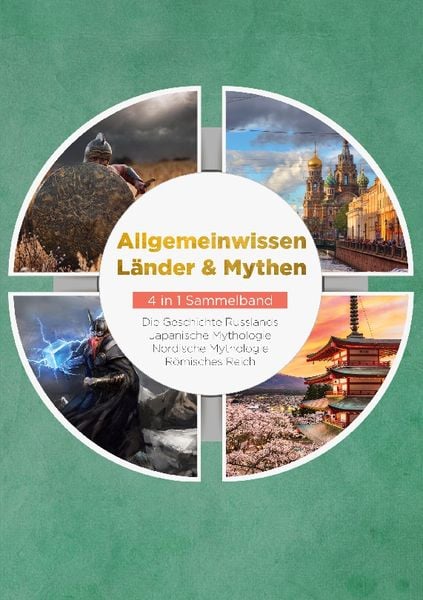 Allgemeinwissen
Länder & Mythen
4 in 1 Sammelband
Die Geschichte Russlands
Japanische Mythologie
Nordische Mythologie
Römisches Reich